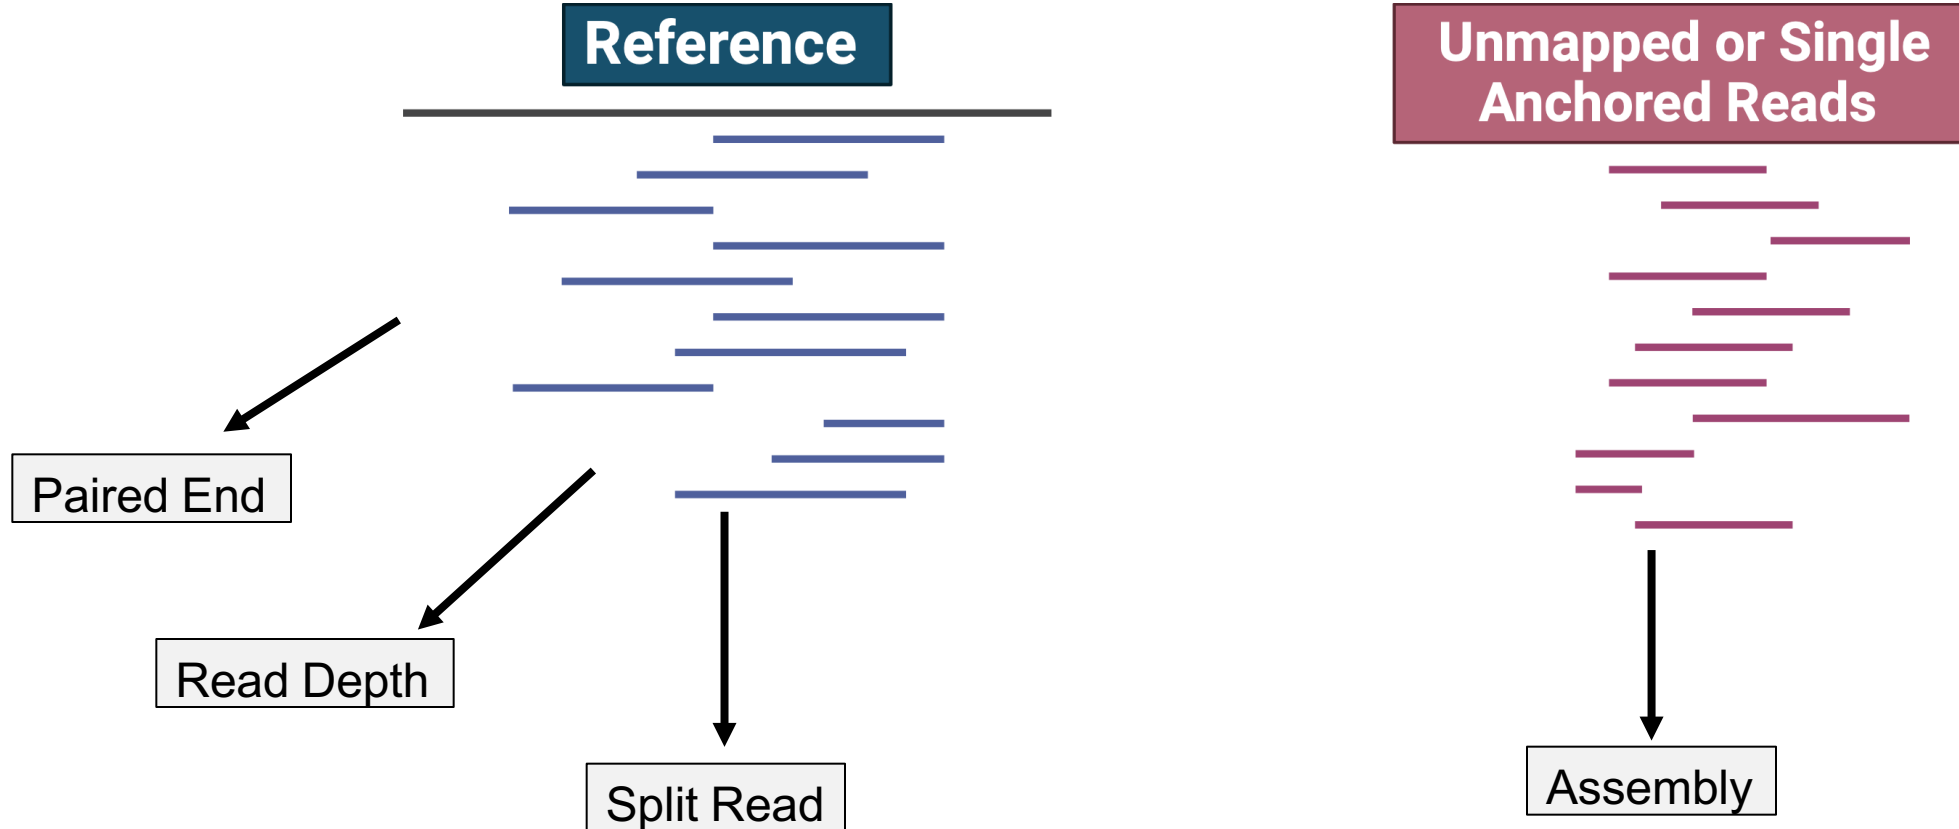 Reference
Unmapped or Single
Anchored Reads
Paired End
Read Depth
Split Read
Assembly